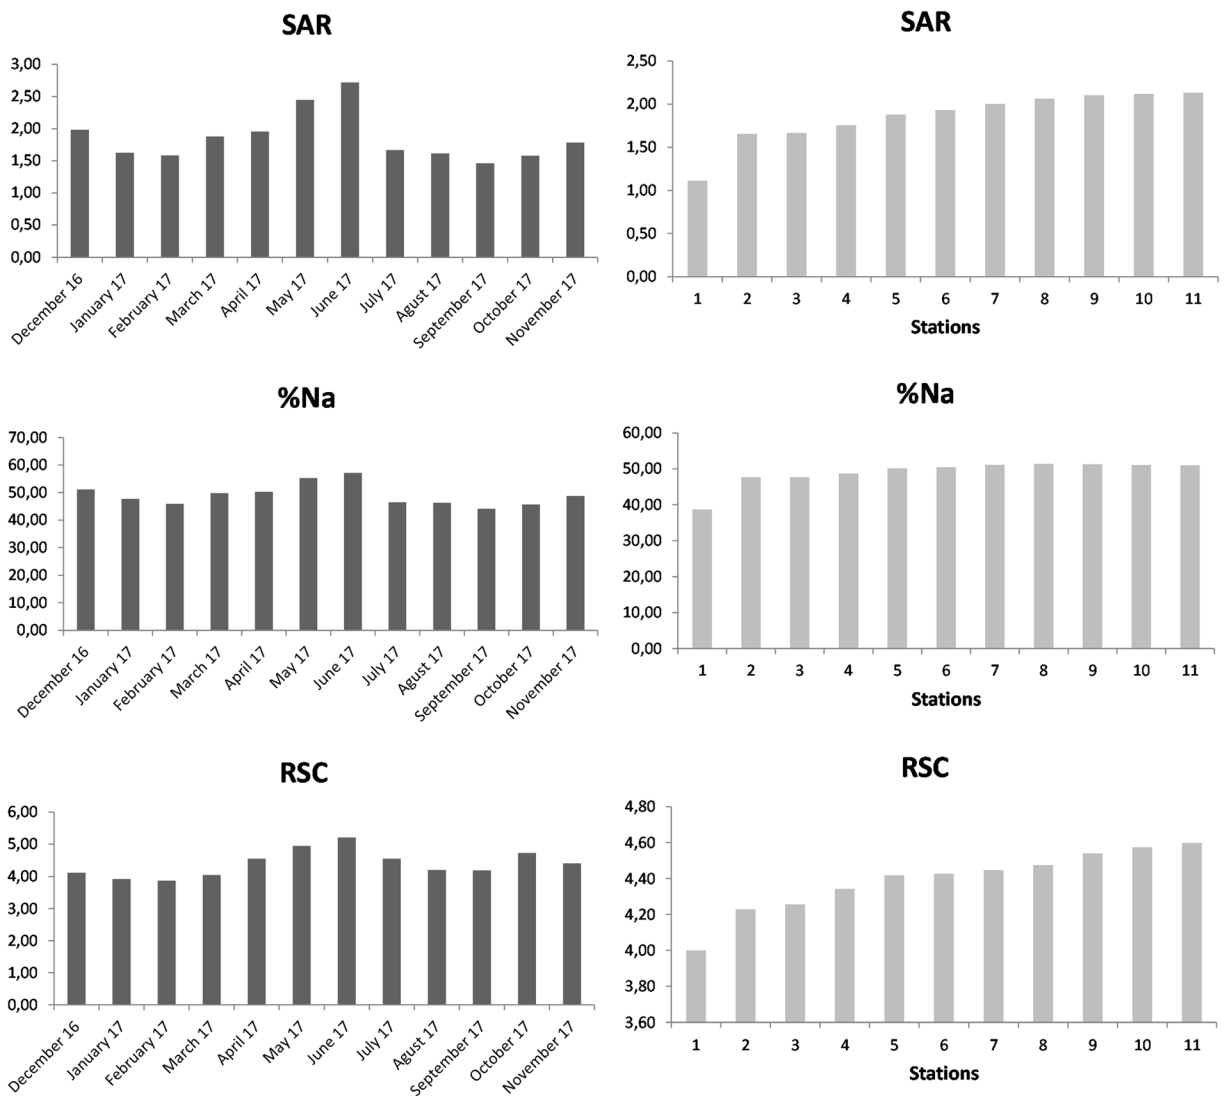 SAR
3,00
2,50
2,00
1,50
1,00
0,50
0,00
December 16
January 17
February 17
March 17
April 17
May 17
June 17
July 17
Agust 17
September 17
October 17
November 17
SAR
2,50
2,00
1,50
1,00
0,50
0,00
1 2 3 4 5 6 7 8 9 10 11
Stations
%Na
70,00
60,00
50,00
40,00
30,00
20,00
10,00
0,00
December 16
January 17
February 17
March 17
April 17
May 17
June 17
July 17
Agust 17
September 17
October 17
November 17
%Na
60,00
50,00
40,00
30,00
20,00
10,00
0,00
1 2 3 4 5 6 7 8 9 10 11
Stations
RSC
6,00
5,00
4,00
3,00
2,00
1,00
0,00
December 16
January 17
February 17
March 17
April 17
May 17
June 17
July 17
Agust 17
September 17
October 17
November 17
RSC
4,80
4,60
4,40
4,20
4,00
3,80
3,60
1 2 3 4 5 6 7 8 9 10 11
Stations